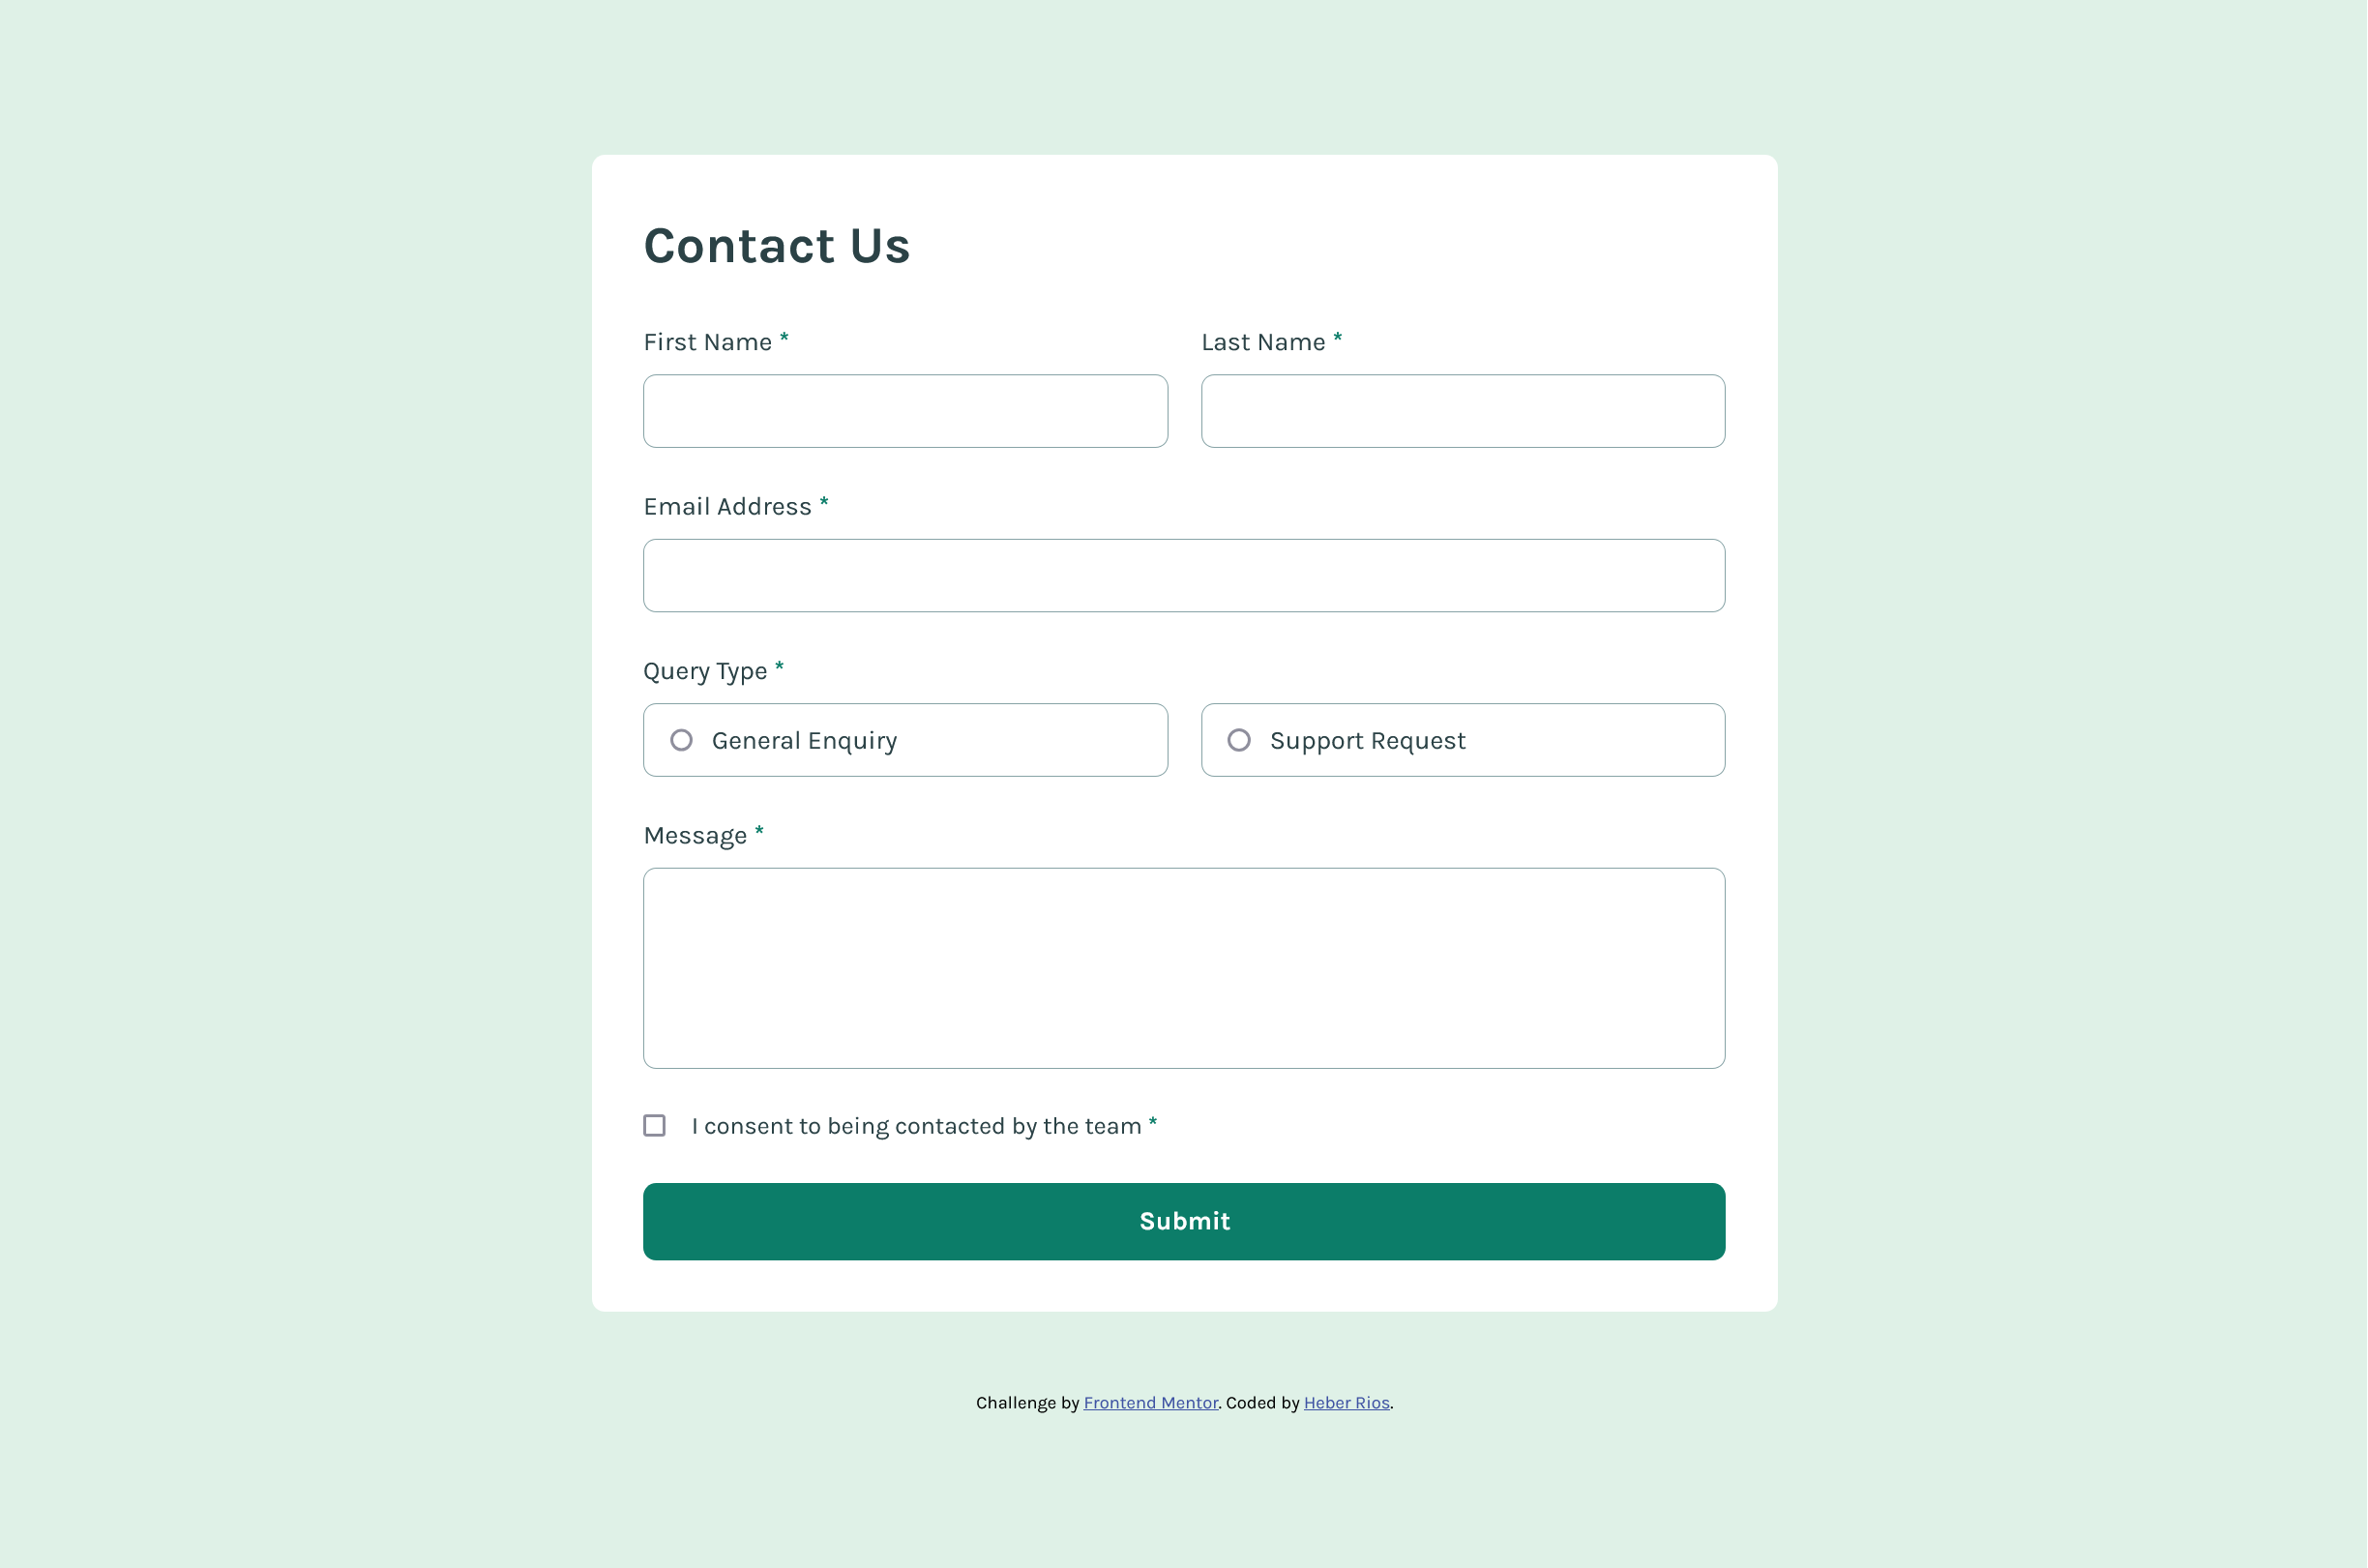 Contact Us
First Name * Last Name *
Email Address *
Query Type *
General Enquiry Support Request
Message *
I consent to being contacted by the team *
Submit
Challenge by Frontend Mentor. Coded by Heber Rios.